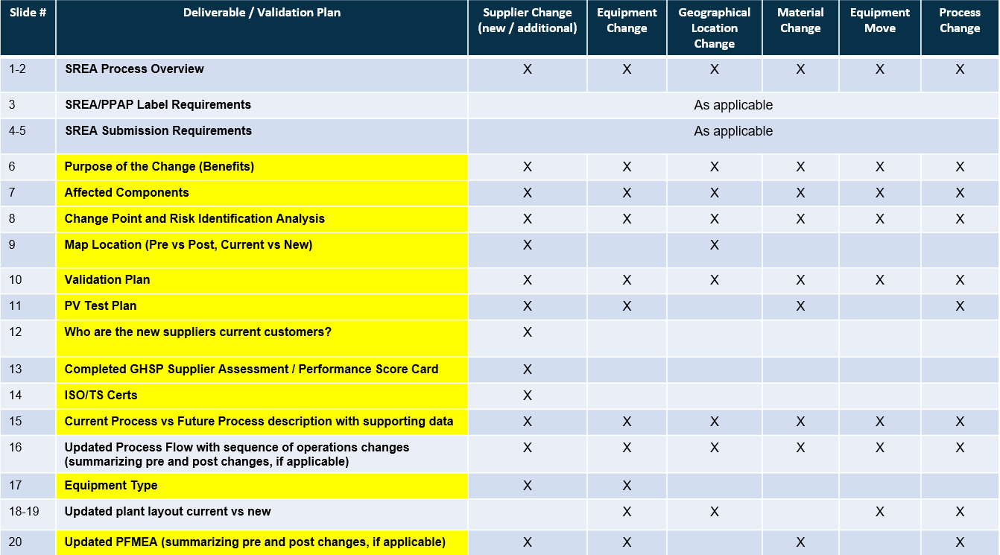 Slide # Deliverable / Validation Plan Supplier Change (new / additional) Equipment Change Geographical Location Change Material Change Equipment Move Process Change
1-2 SREA Process Overview X X X X X X
3 SREA/PPAP Label Requirements As applicable
4-5 SREA Submission Requirements As applicable
6 Purpose of the Change (Benefits) X X X X X X
7 Affected Components X X X X X X
8 Change Point and Risk Identification Analysis X X X X X X
9 Map Location (Pre vs Post, Current vs New) X X
10 Validation Plan X X X X X X
11 PV Test Plan X X X X
12 Who are the new suppliers current customers? X
13 Completed GHSP Supplier Assessment / Performance Score Card X
14 ISO/TS Certs X
15 Current Process vs Future Process description with supporting data X X X X X X
16 Updated Process Flow with sequence of operations changes X X X X X X
(summarizing pre and post changes, if applicable)
17 Equipment Type X X
18-19 Updated plant layout current vs new X X X X
20 Updated PFMEA (summarizing pre and post changes, if applicable) X X X X